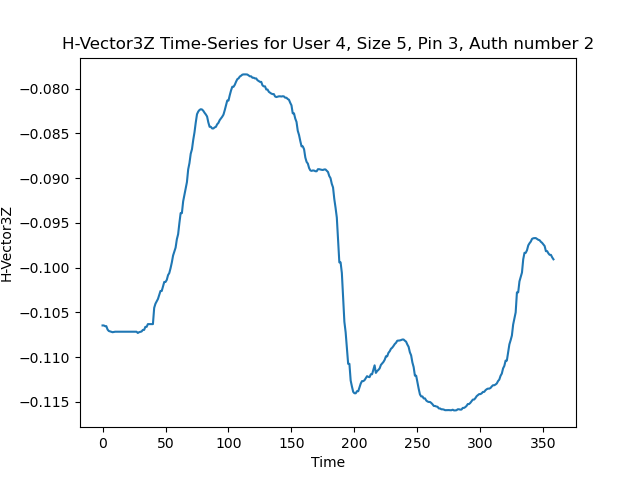 H-Vector3Z Time-Series for User 4, Size 5, Pin 3, Auth number 2
H-Vector3Z
−0.080
−0.085
−0.090
−0.095
−0.100
−0.105
−0.110
−0.115
0 50 100 150 200 250 300 350
Time